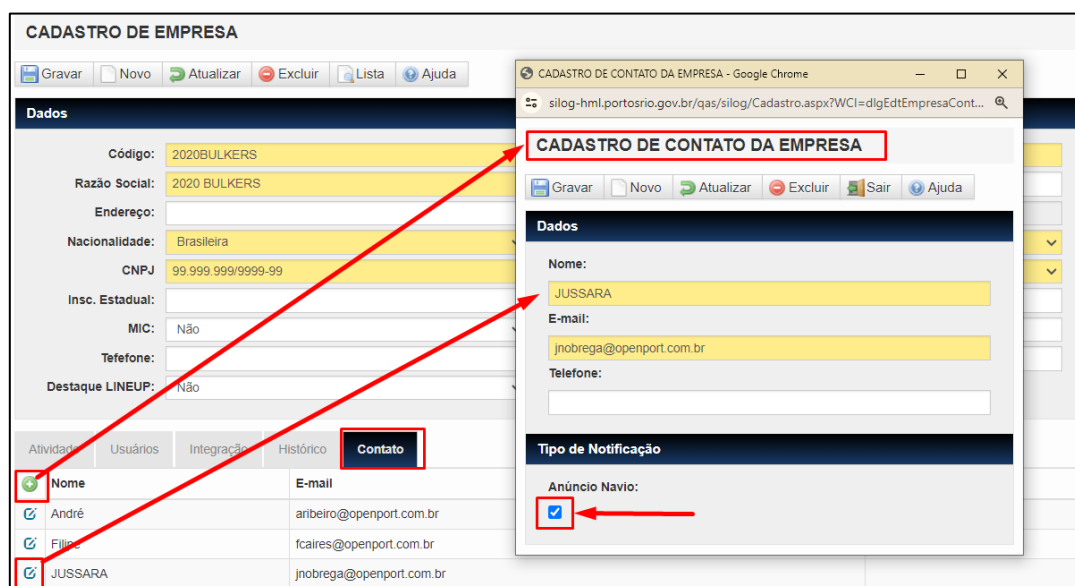 CADASTRO DE EMPRESA
Gravar Novo Atualizar Excluir Lista Ajuda
Dados
Código: 2020BULKERS
Razão Social: 2020 BULKERS
Endereço:
Nacionalidade: Brasileira
CNPJ 99.999.999/9999-99
Insc. Estadual:
MIC: Não
Tefefone:
Destaque LINEUP: Não
Atividade Usuários Integração Histórico Contato
Nome E-mail
André aribeiro@openport.com.br
Filipe fcaires@openport.com.br
JUSSARA jnobrega@openport.com.br
CADASTRO DE CONTATO DA EMPRESA - Google Chrome
silog-hml.portosrio.gov.br/qas/silog/Cadastro.aspx?WCI=dlgEdtEmpresaCont...
CADASTRO DE CONTATO DA EMPRESA
Gravar Novo Atualizar Excluir Sair Ajuda
Dados
Nome:
JUSSARA
E-mail:
jnobrega@openport.com.br
Telefone:
Tipo de Notificação
Anúncio Navio: